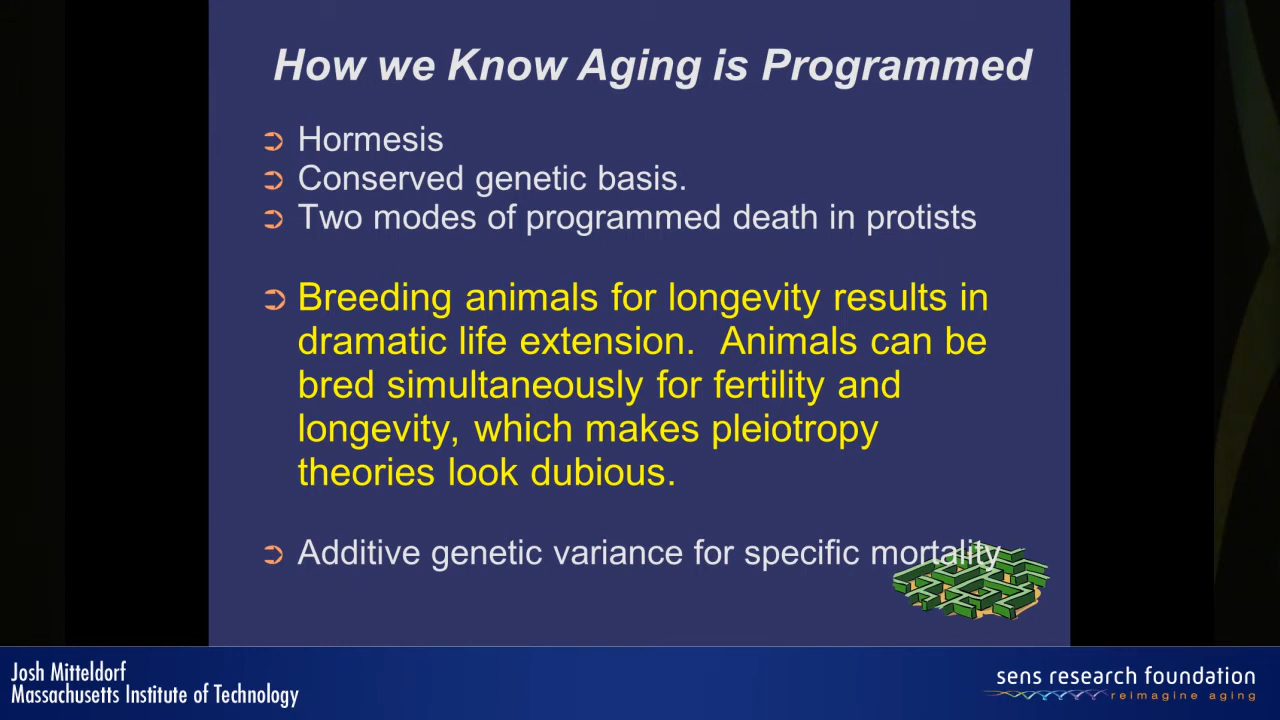 How we Know Aging is Programmed
Hormesis
Conserved genetic basis.
Two modes of programmed death in protists
Breeding animals for longevity results in
dramatic life extension.  Animals can be
bred simultaneously for fertility and
longevity, which makes pleiotropy
theories look dubious.
Additive genetic variance for specific mortality
Josh Mitteldorf
Massachusetts Institute of Technology
sens research foundation
reimagine aging